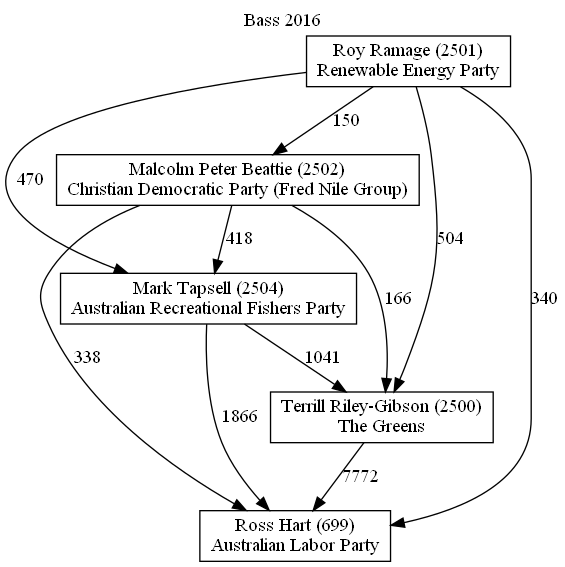 Bass 2016
Roy Ramage (2501)
Renewable Energy Party
150
Malcolm Peter Beattie (2502)
Christian Democratic Party (Fred Nile Group)
470
418
504
Mark Tapsell (2504)
Australian Recreational Fishers Party
166
340
338
1041
Terrill Riley-Gibson (2500)
The Greens
1866
7772
Ross Hart (699)
Australian Labor Party